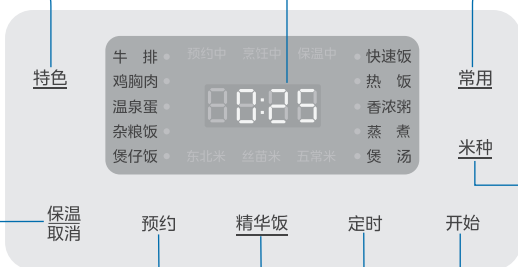 牛 排 预约中 烹饪中 保温中 快速饭
特色 鸡胸肉 热 饭 常用
温泉蛋 0:25 香浓粥
杂粮饭 蒸 煮
煲仔饭 东北米 丝苗米 五常米 煲 汤
米种
保温
取消 预约 精华饭 定时 开始